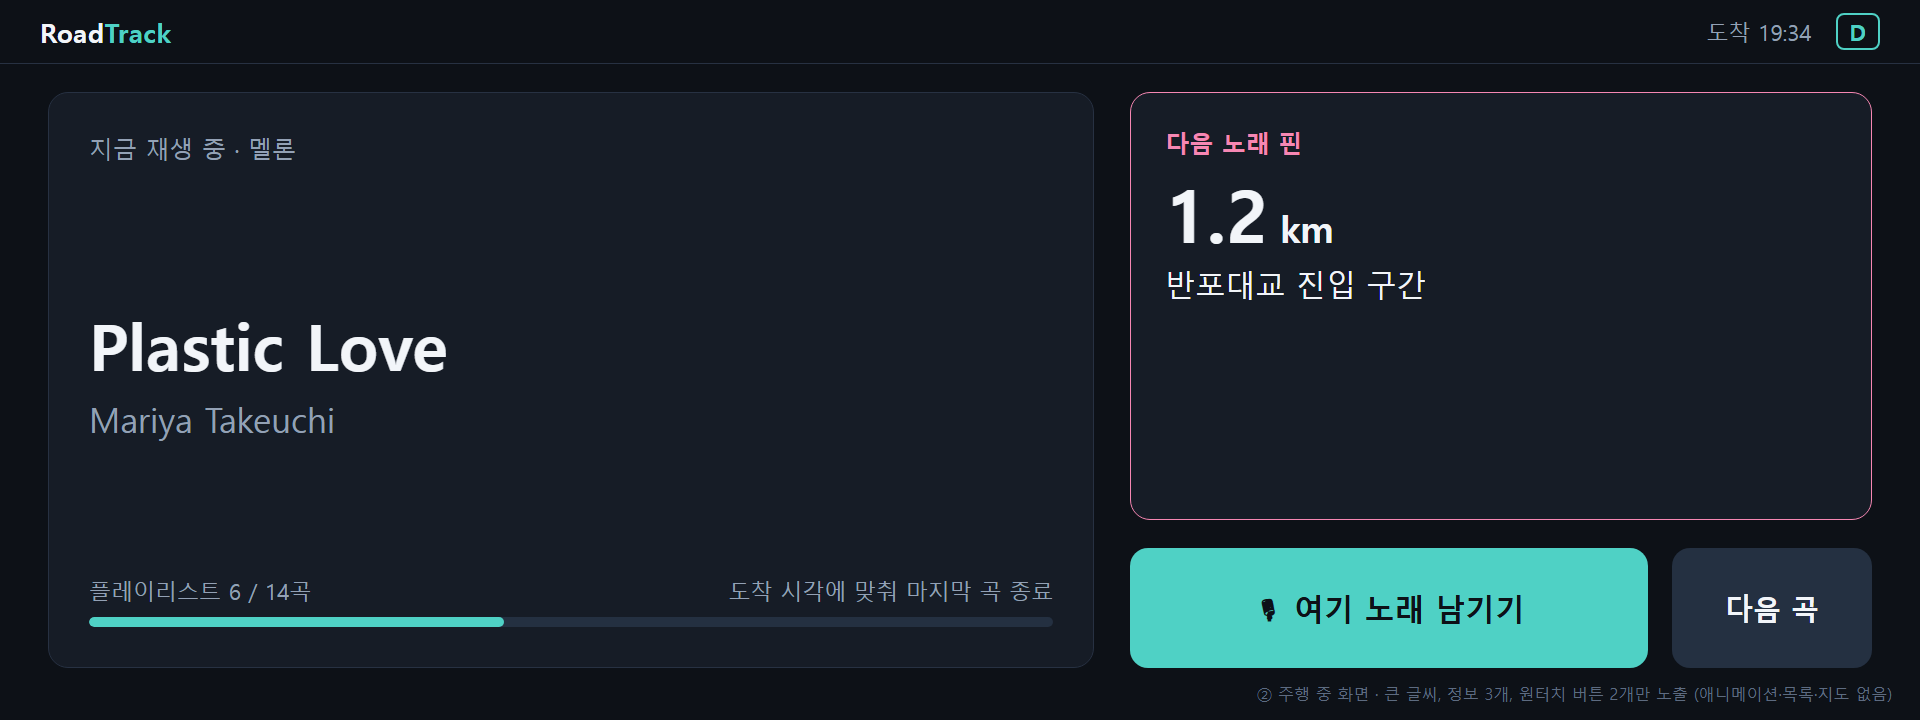 RoadTrack
도착 19:34
D
지금 재생 중 · 멜론
Plastic Love
Mariya Takeuchi
플레이리스트 6 / 14곡
도착 시각에 맞춰 마지막 곡 종료
다음 노래 핀
1.2 km
반포대교 진입 구간
여기 노래 남기기
다음 곡
② 주행 중 화면 · 큰 글씨, 정보 3개, 원터치 버튼 2개만 노출 (애니메이션·목록·지도 없음)